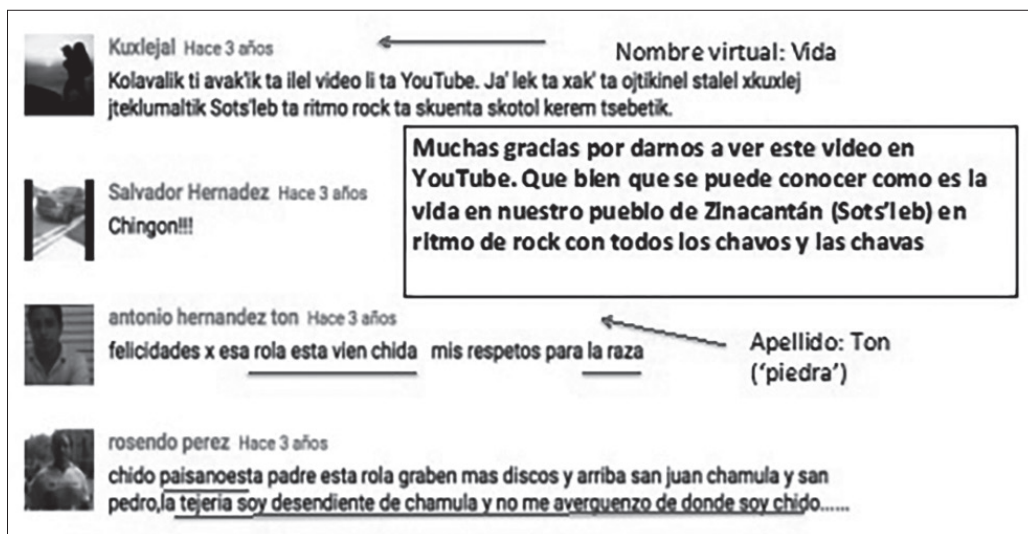 Kuxlejal Hace 3 años
Nombre virtual: Vida
Kolavalik ti avak'ik ta ilel video li ta YouTube. Ja' lek ta xak' ta ojtikinel stalel xkuxlej
jteklumaltik Sots'leb ta ritmo rock ta skuenta skotol kerem tsebetik.
Muchas gracias por darnos a ver este video en
YouTube. Que bien que se puede conocer como es la
vida en nuestro pueblo de Zinacantán (Sots'leb) en
ritmo de rock con todos los chavos y las chavas
Salvador Hernadez Hace 3 años
Chingon!!!
antonio hernandez ton Hace 3 años
felicidades x esa rola esta vien chida mis respetos para la raza
Apellido: Ton
('piedra')
rosendo perez Hace 3 años
chido paisanoesta padre esta rola graben mas discos y arriba san juan chamula y san
pedro,la tejeria soy desendiente de chamula y no me averguenzo de donde soy chido......